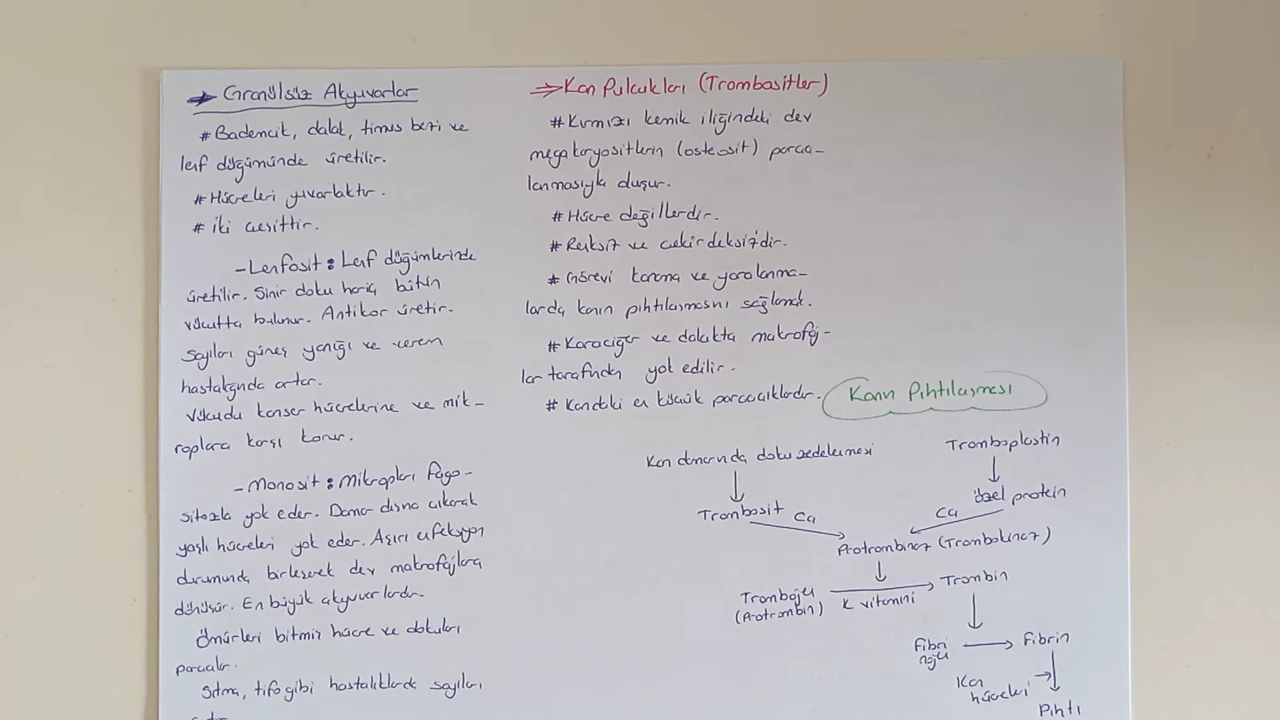 → Granülsüz Akyuvarlar
# Bademcik, dalak, timus bezi ve
lenf düğümünde üretilir.
# Hücreleri yuvarlaktır.
# İki çeşittir.
- Lenfosit : Lenf düğümlerinde
üretilir. Sinir doku hariç bütün
vücutta bulunur. Antikor üretir.
Sayıları güneş yanığı ve verem
hastalığında artar.
Vücudu kanser hücrelerine ve mik-
roplara karşı korur.
- Monosit : Mikropları fago-
sitozla yok eder. Damar dışına çıkarak
yaşlı hücreleri yok eder. Aşırı enfeksiyon
durumunda birleşerek dev makrofajlara
dönüşür. En büyük akyuvarlardır.
Ömürleri bitmiş hücre ve dokuları
parçalar.
Sıtma, tifo gibi hastalıklarda sayıları
⇒ Kan Pulcukları (Trombositler)
# Kırmızı kemik iliğindeki dev
megakaryositlerin (osteosit) parça-
lanmasıyla oluşur.
# Hücre değillerdir.
# Renksiz ve çekirdeksizdir.
# Görevi kanama ve yaralanma-
larda kanın pıhtılaşmasını sağlamak.
# Karaciğer ve dalakta makrofaj-
lar tarafından yok edilir.
# Kandaki en küçük parçacıklardır.
Kanın Pıhtılaşması
Kan damarında doku zedelenmesi
Tromboplastin
↓
↓
Trombosit
Ca
Ca
özel protein
Protrombinaz (Trombokinaz)
↓
Trombojen
(Protrombin)
→
K vitamini
Trombin
↓
Fibri
nojen
→
Fibrin
Kan
hücreleri
→
↓
Pıhtı